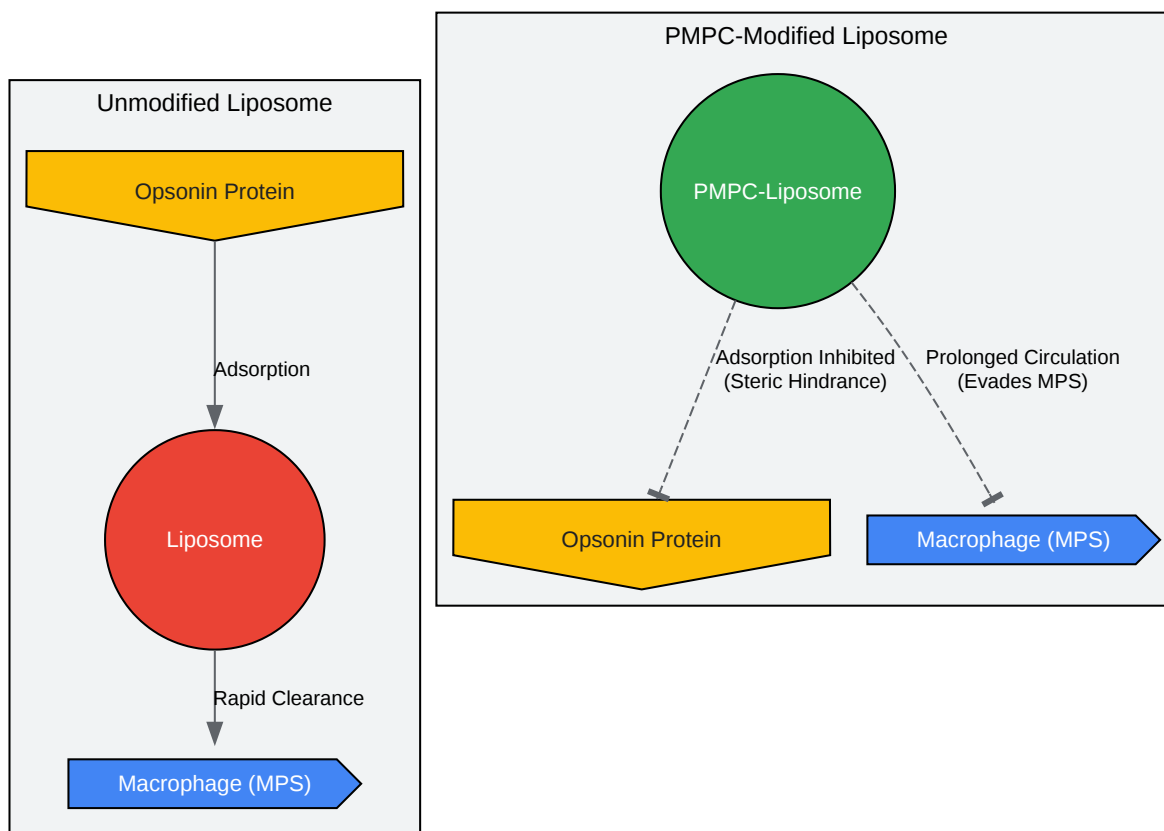 Unmodified Liposome
Opsonin Protein
Adsorption
Liposome
Rapid Clearance
Macrophage (MPS)
PMPC-Modified Liposome
PMPC-Liposome
Adsorption Inhibited
(Steric Hindrance)
Prolonged Circulation
(Evades MPS)
Opsonin Protein
Macrophage (MPS)